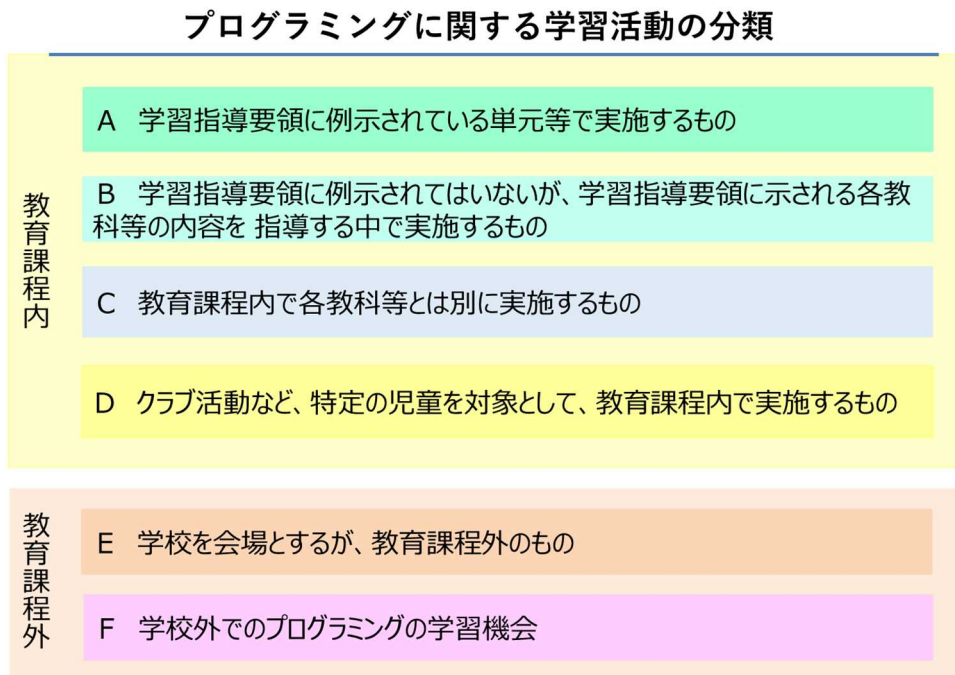 プログラミングに関する学習活動の分類
教育課程内
A 学習指導要領に例示されている単元等で実施するもの
B 学習指導要領に例示されてはいないが、学習指導要領に示される各教
科等の内容を 指導する中で実施するもの
C 教育課程内で各教科等とは別に実施するもの
D クラブ活動など、特定の児童を対象として、教育課程内で実施するもの
教育課程外
E 学校を会場とするが、教育課程外のもの
F 学校外でのプログラミングの学習機会